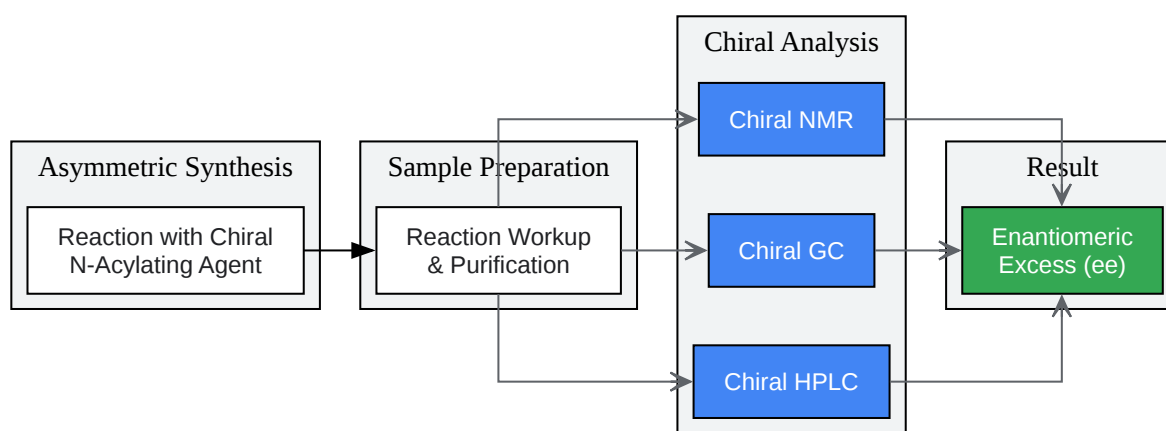 Asymmetric Synthesis
Reaction with Chiral
N-Acylating Agent
Sample Preparation
Reaction Workup
& Purification
Chiral Analysis
Chiral NMR
Chiral GC
Chiral HPLC
Result
Enantiomeric
Excess (ee)